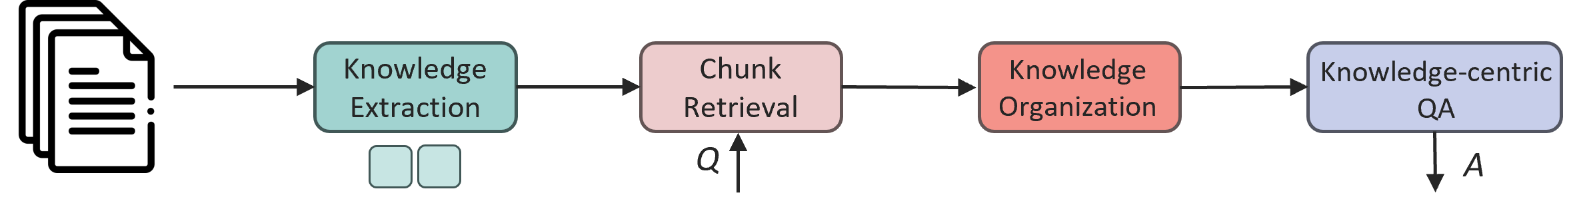 Knowledge
Extraction
Chunk
Retrieval
Knowledge
Organization
Knowledge-centric
QA
Q
A